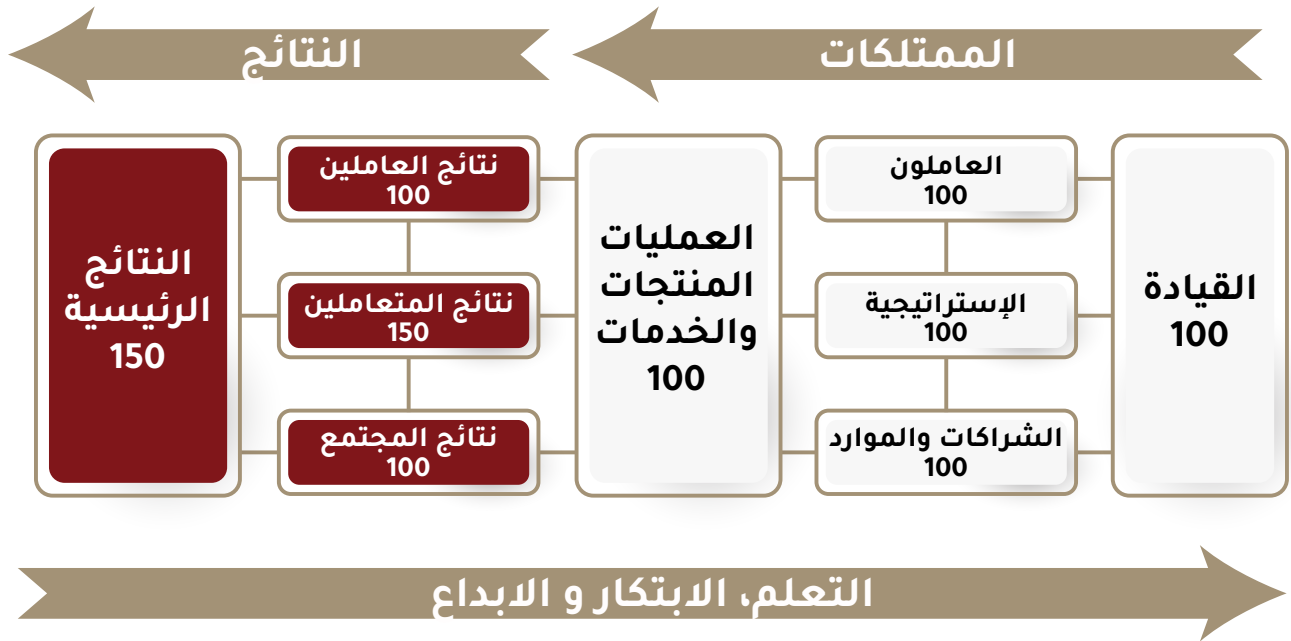 الممتلكات
النتائج
القيادة
100
العاملون
100
الإستراتيجية
100
الشراكات والموارد
100
العمليات
المنتجات
والخدمات
100
نتائج العاملين
100
نتائج المتعاملين
150
نتائج المجتمع
100
النتائج
الرئيسية
150
التعلم، الابتكار و الابداع